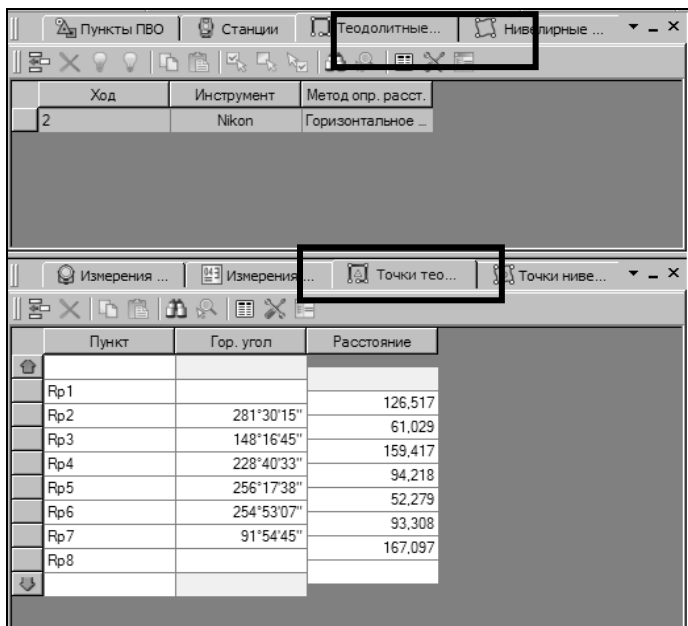 Пункты ПВО Станции Теодолитные... Нивелирные ...
Ход Инструмент Метод опр. расст.
2 Nikon Горизонтальное ...
Измерения ... Измерения ... Точки тео... Точки ниве...
Пункт Гор. угол Расстояние
Rp1
126,517
Rp2 281°30'15"
61,029
Rp3 148°16'45"
159,417
Rp4 228°40'33"
94,218
Rp5 256°17'38"
52,279
Rp6 254°53'07"
93,308
Rp7 91°54'45"
167,097
Rp8